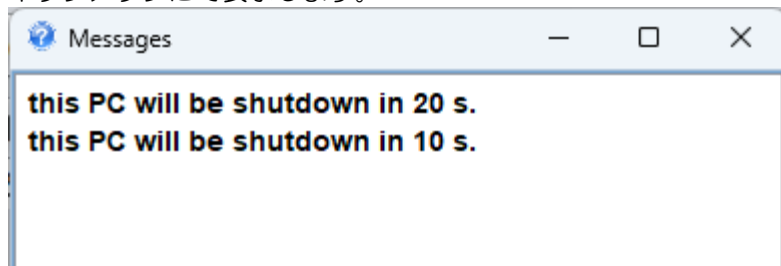 Messages
this PC will be shutdown in 20 s.
this PC will be shutdown in 10 s.